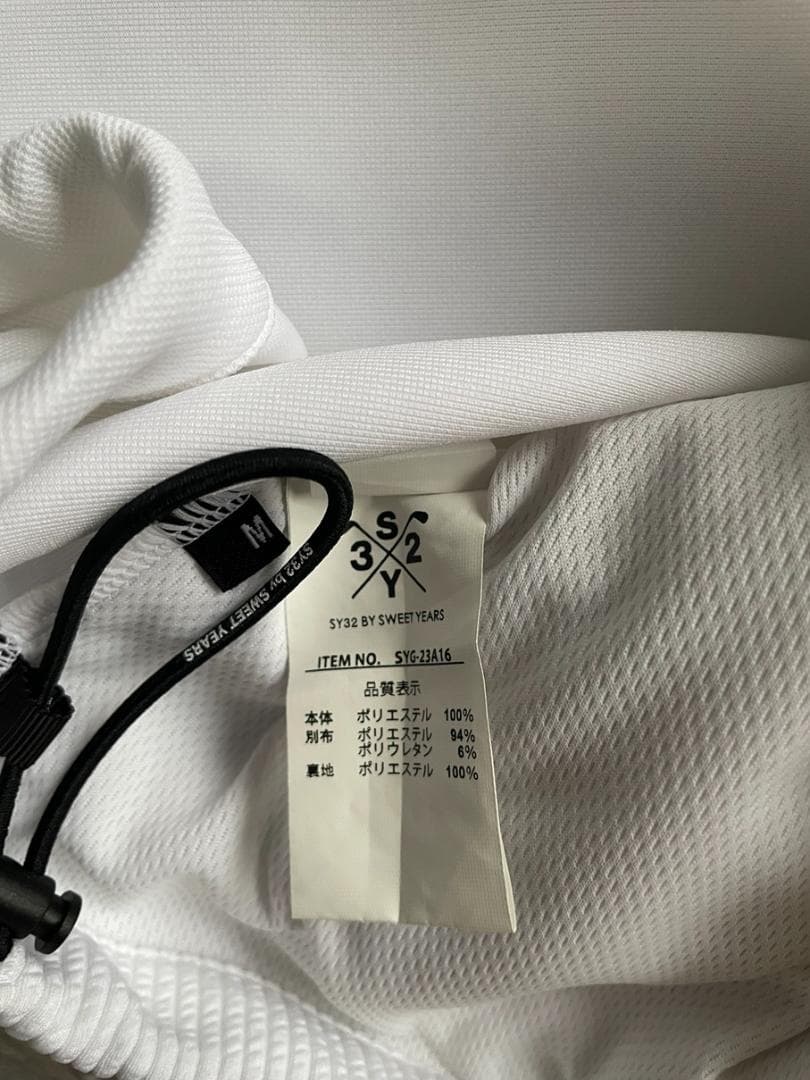 M
SY32 by SWEET YEARS
S
3 2
Y
SY32 BY SWEET YEARS
ITEM NO. SYG-23A16
品質表示
本体 ポリエステル 100%
別布 ポリエステル 94%
ポリウレタン 6%
裏地 ポリエステル 100%